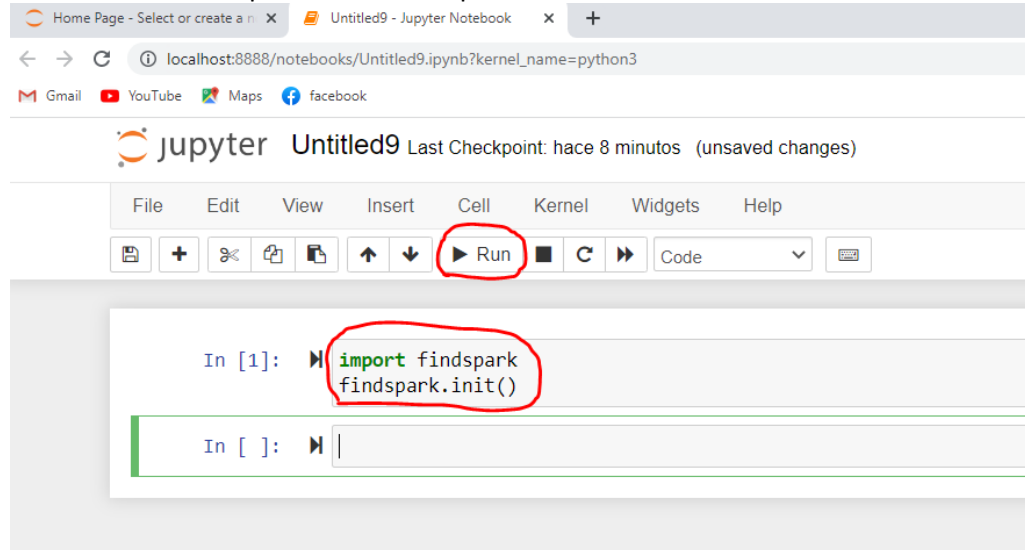 Home Page - Select or create a n
Untitled9 - Jupyter Notebook
localhost:8888/notebooks/Untitled9.ipynb?kernel_name=python3
Gmail YouTube Maps facebook
jupyter Untitled9 Last Checkpoint: hace 8 minutos (unsaved changes)
File Edit View Insert Cell Kernel Widgets Help
Run Code
In [1]: import findspark
findspark.init()
In [ ]: